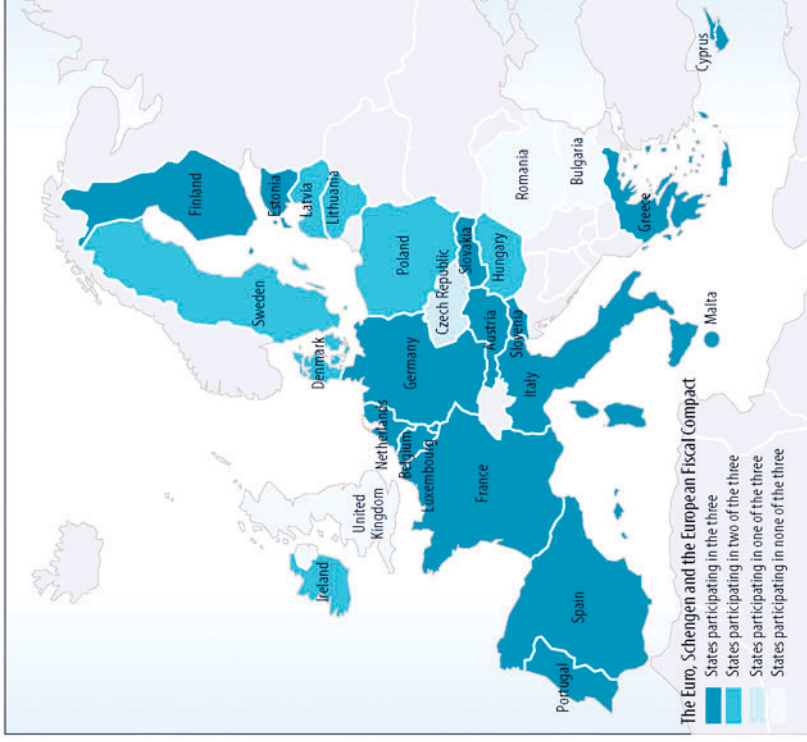 Finland
Sweden
Estonia
Latvia
Lithuania
Denmark
Ireland
United
Kingdom
Netherlands
Belgium
Luxembourg
Germany
Poland
Czech Republic
Slovakia
Austria
Hungary
Slovenia
Romania
Bulgaria
France
Italy
Portugal
Spain
Greece
Malta
Cyprus
The Euro, Schengen and the European Fiscal Compact
States participating in the three
States participating in two of the three
States participating in one of the three
States participating in none of the three